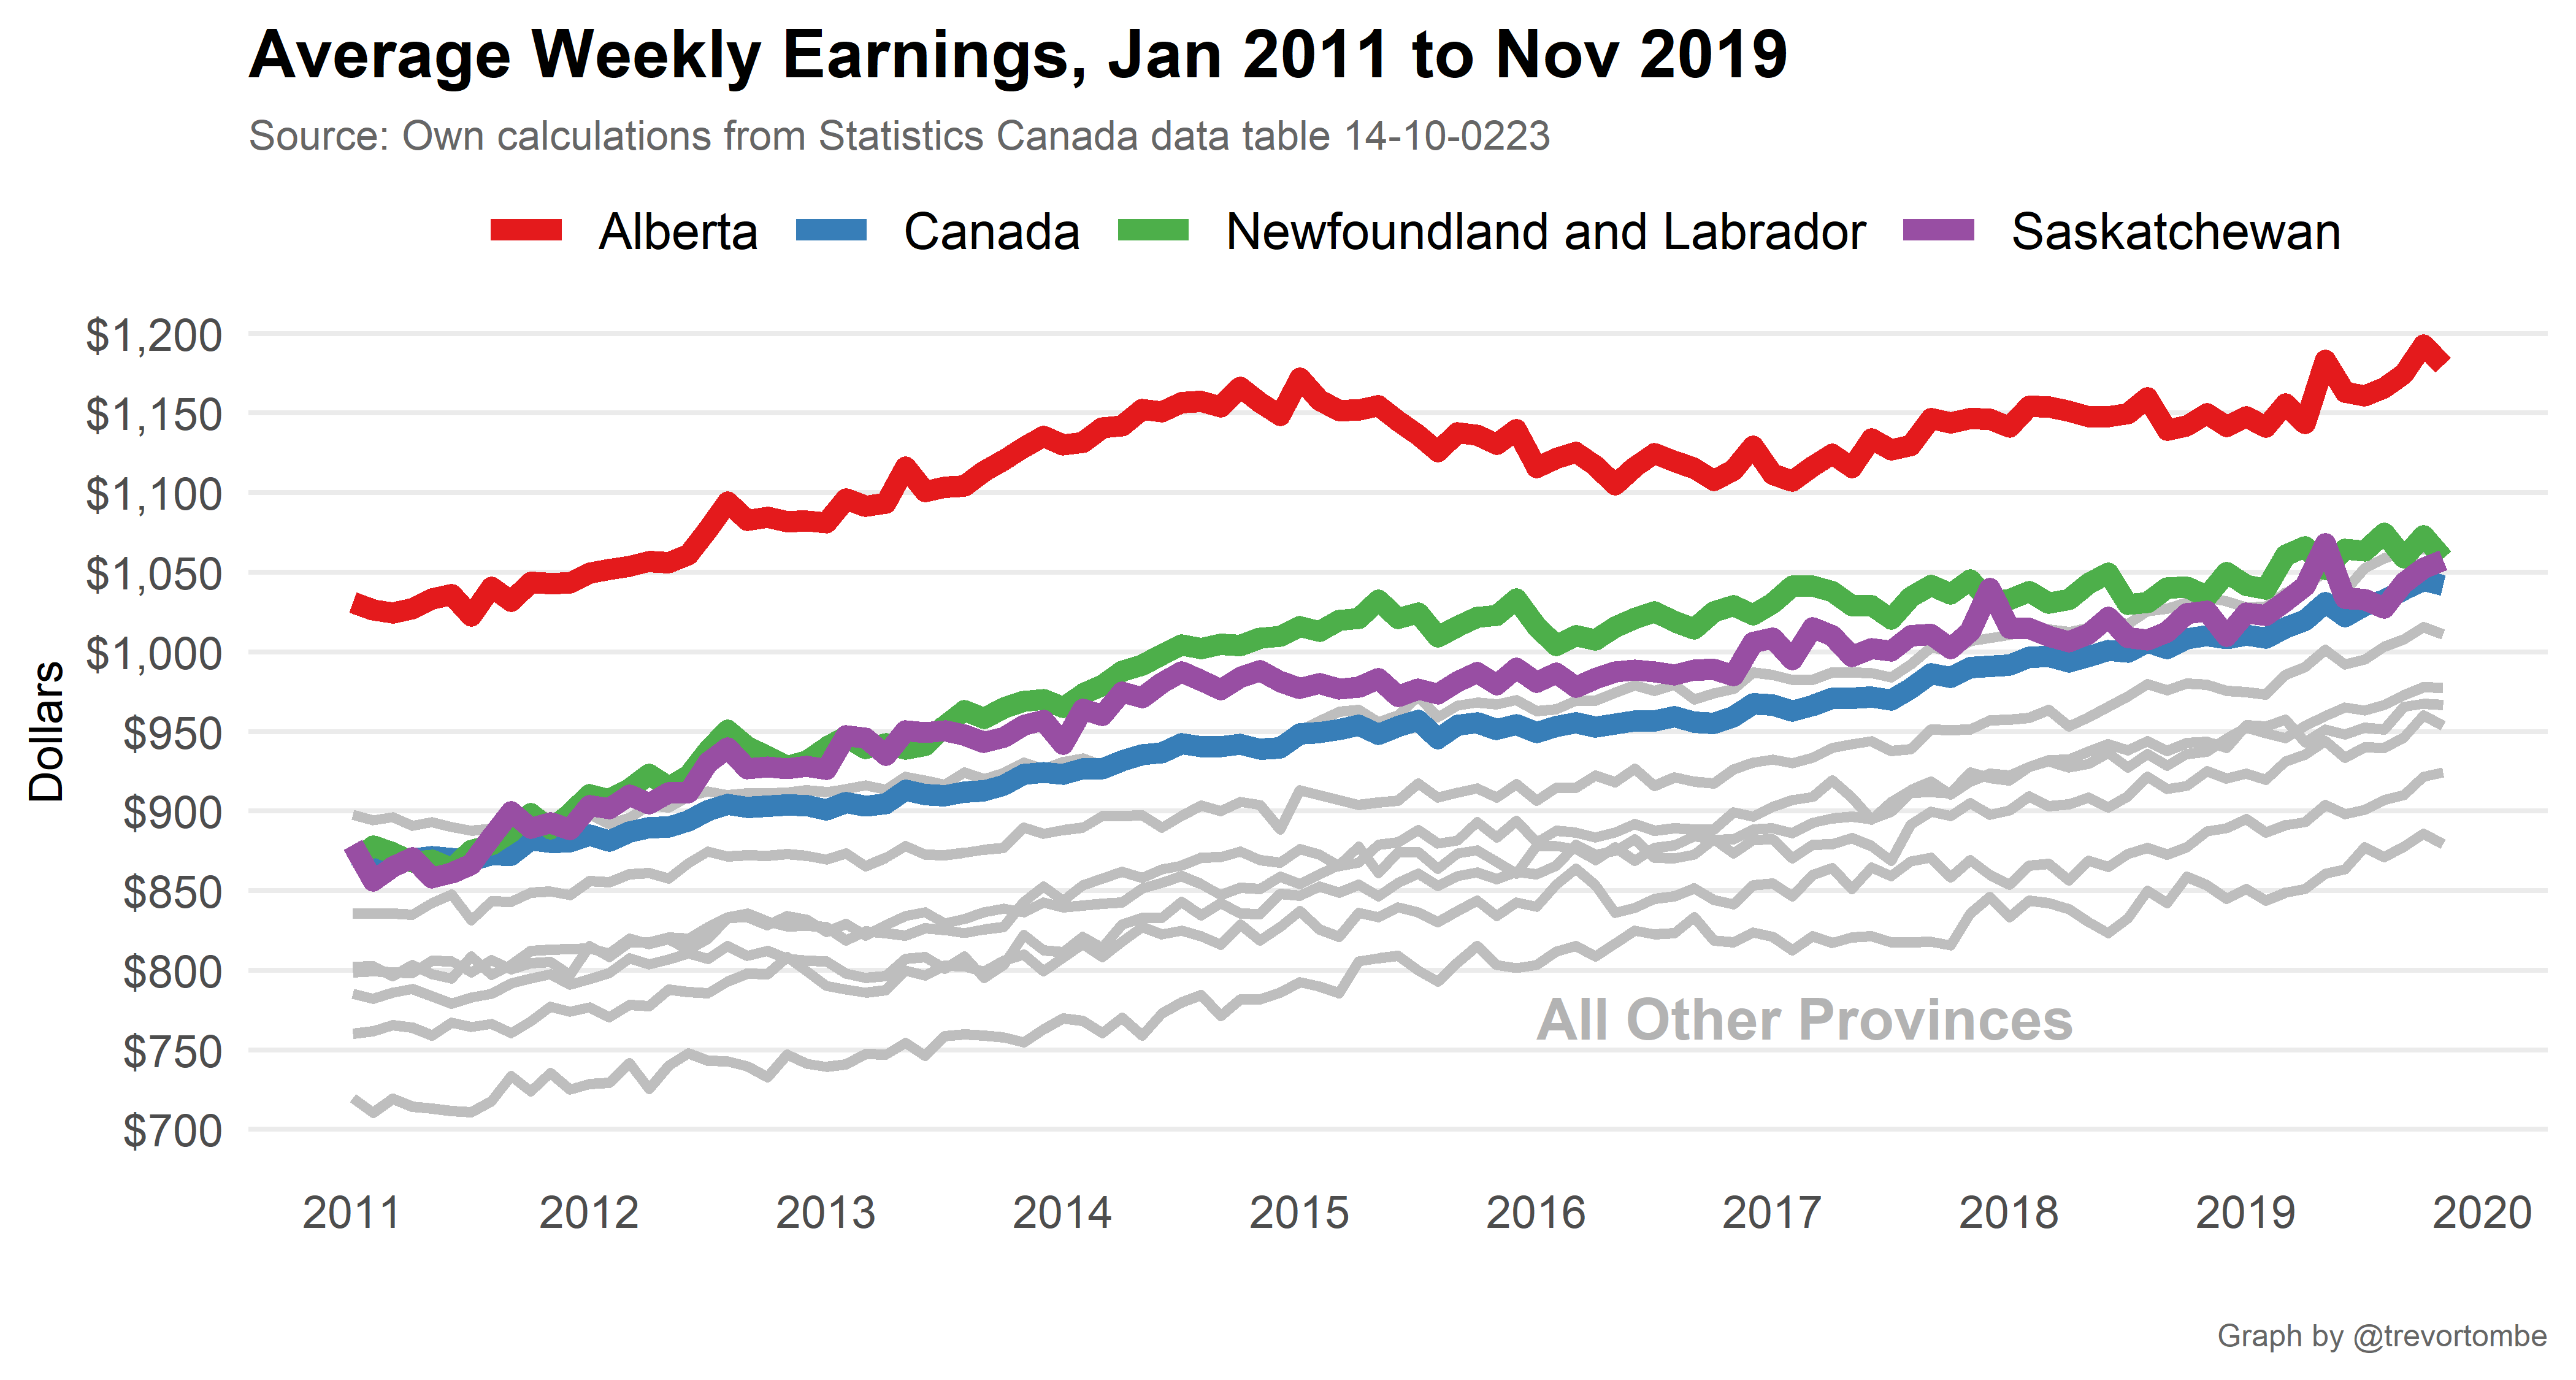 Average Weekly Earnings, Jan 2011 to Nov 2019
Source: Own calculations from Statistics Canada data table 14-10-0223
Alberta Canada Newfoundland and Labrador Saskatchewan
$1,200
$1,150
$1,100
$1,050
$1,000
$950
$900
$850
$800
$750
$700
Dollars
All Other Provinces
2011 2012 2013 2014 2015 2016 2017 2018 2019 2020
Graph by @trevortombe